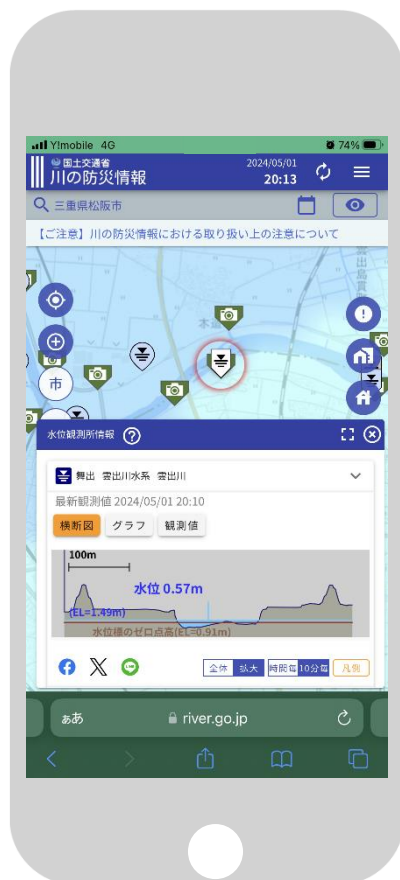 Y!mobile 4G 74%
国土交通省
川の防災情報
2024/05/01
20:13
三重県松阪市
【ご注意】川の防災情報における取り扱い上の注意について
市
水位観測所情報
舞出 雲出川水系 雲出川
最新観測値 2024/05/01 20:10
横断図 グラフ 観測値
100m
水位 0.57m
(EL=1.49m)
水位標のゼロ点高(EL=0.91m)
全体 拡大 時間毎 10分毎 凡例
ぁあ river.go.jp